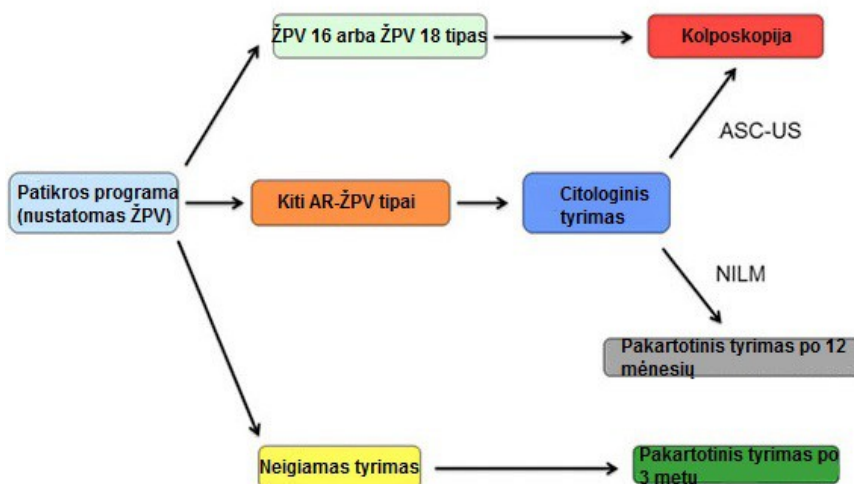 ŽPV 16 arba ŽPV 18 tipas
Kolposkopija
ASC-US
Patikros programa
(nustatomas ŽPV)
Kiti AR-ŽPV tipai
Citologinis
tyrimas
NILM
Pakartotinis tyrimas po 12
mėnesių
Neigiamas tyrimas
Pakartotinis tyrimas po
3 metų